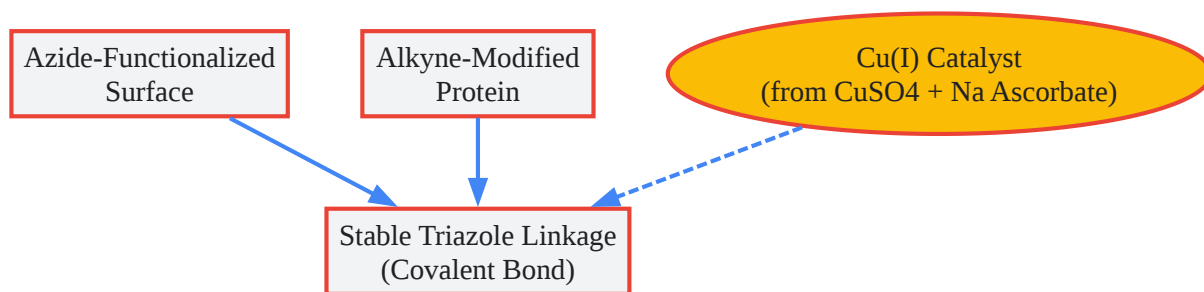 Azide-Functionalized
Surface
Alkyne-Modified
Protein
Cu(I) Catalyst
(from CuSO4 + Na Ascorbate)
Stable Triazole Linkage
(Covalent Bond)